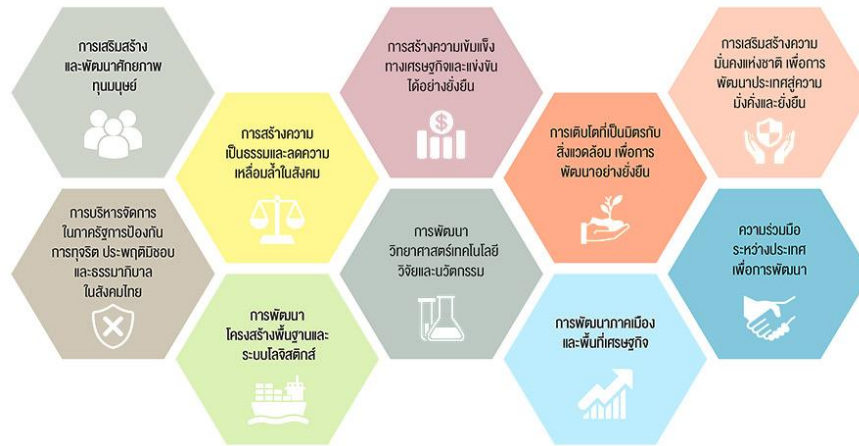 การเสริมสร้าง
และพัฒนาศักยภาพ
ทุนมนุษย์
การสร้างความ
เป็นธรรมและลดความ
เหลื่อมล้ำในสังคม
การสร้างความเข้มแข็ง
ทางเศรษฐกิจและแข่งขัน
ได้อย่างยั่งยืน
การเติบโตที่เป็นมิตรกับ
สิ่งแวดล้อม เพื่อการ
พัฒนาอย่างยั่งยืน
การเสริมสร้างความ
มั่นคงแห่งชาติ เพื่อการ
พัฒนาประเทศสู่ความ
มั่งคั่งและยั่งยืน
การบริหารจัดการ
ในภาครัฐการป้องกัน
การทุจริต ประพฤติมิชอบ
และธรรมาภิบาล
ในสังคมไทย
การพัฒนา
โครงสร้างพื้นฐานและ
ระบบโลจิสติกส์
การพัฒนา
วิทยาศาสตร์เทคโนโลยี
วิจัยและนวัตกรรม
การพัฒนาภาคเมือง
และพื้นที่เศรษฐกิจ
ความร่วมมือ
ระหว่างประเทศ
เพื่อการพัฒนา